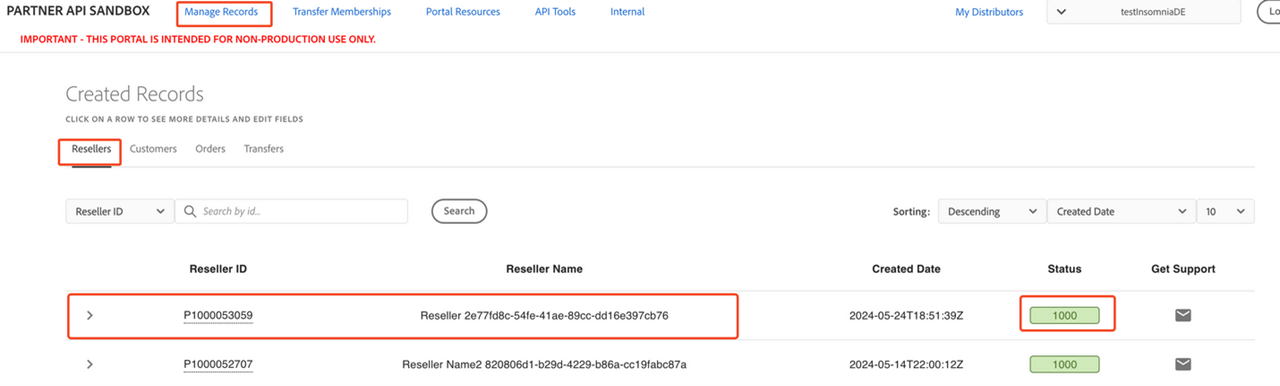 PARTNER API SANDBOX Manage Records Transfer Memberships Portal Resources API Tools Internal My Distributors testInsomniaDE Lo
IMPORTANT - THIS PORTAL IS INTENDED FOR NON-PRODUCTION USE ONLY.
Created Records
CLICK ON A ROW TO SEE MORE DETAILS AND EDIT FIELDS
Resellers Customers Orders Transfers
Reseller ID Search by id... Search Sorting: Descending Created Date 10
Reseller ID Reseller Name Created Date Status Get Support
P1000053059 Reseller 2e77fd8c-54fe-41ae-89cc-dd16e397cb76 2024-05-24T18:51:39Z 1000
P1000052707 Reseller Name2 820806d1-b29d-4229-b86a-cc19fabc87a 2024-05-14T22:00:12Z 1000